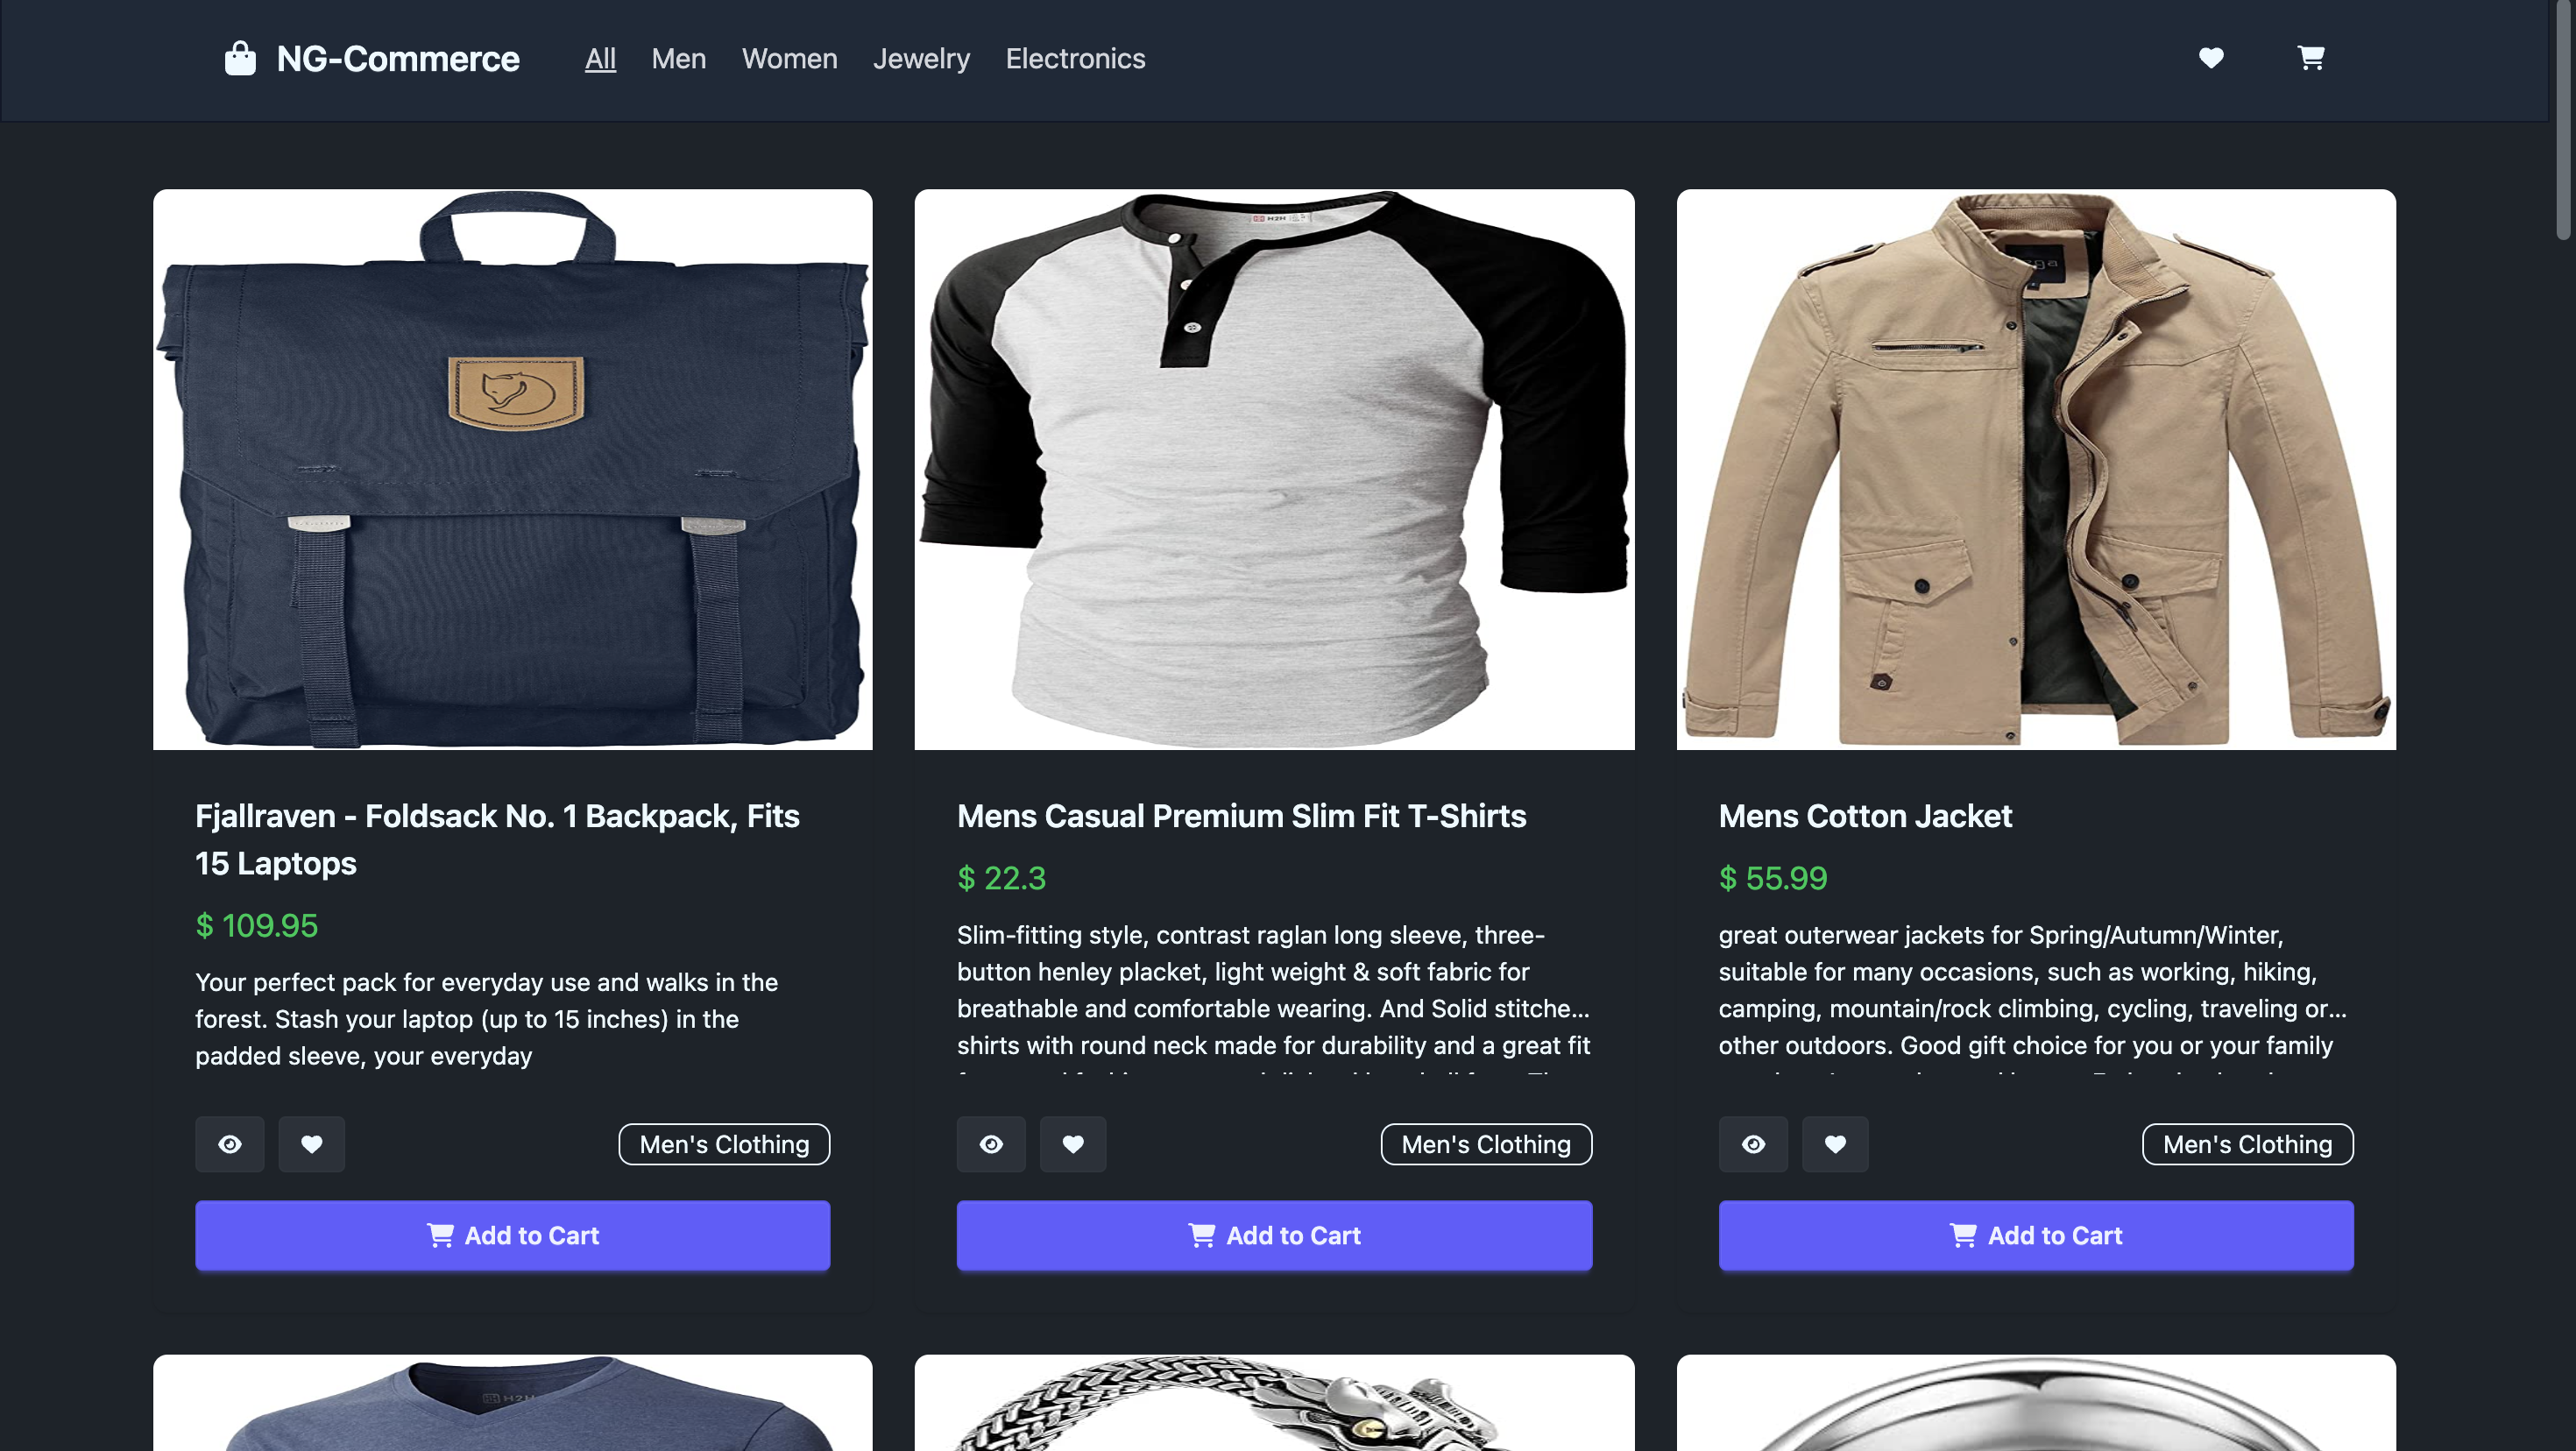 NG-Commerce
All
Men
Women
Jewelry
Electronics
H2H
Fjallraven - Foldsack No. 1 Backpack, Fits
15 Laptops
$ 109.95
Your perfect pack for everyday use and walks in the
forest. Stash your laptop (up to 15 inches) in the
padded sleeve, your everyday
Men's Clothing
Add to Cart
Mens Casual Premium Slim Fit T-Shirts
$ 22.3
Slim-fitting style, contrast raglan long sleeve, three-
button henley placket, light weight & soft fabric for
breathable and comfortable wearing. And Solid stitche...
shirts with round neck made for durability and a great fit
Men's Clothing
Add to Cart
Mens Cotton Jacket
$ 55.99
great outerwear jackets for Spring/Autumn/Winter,
suitable for many occasions, such as working, hiking,
camping, mountain/rock climbing, cycling, traveling or...
other outdoors. Good gift choice for you or your family
Men's Clothing
Add to Cart
H2H